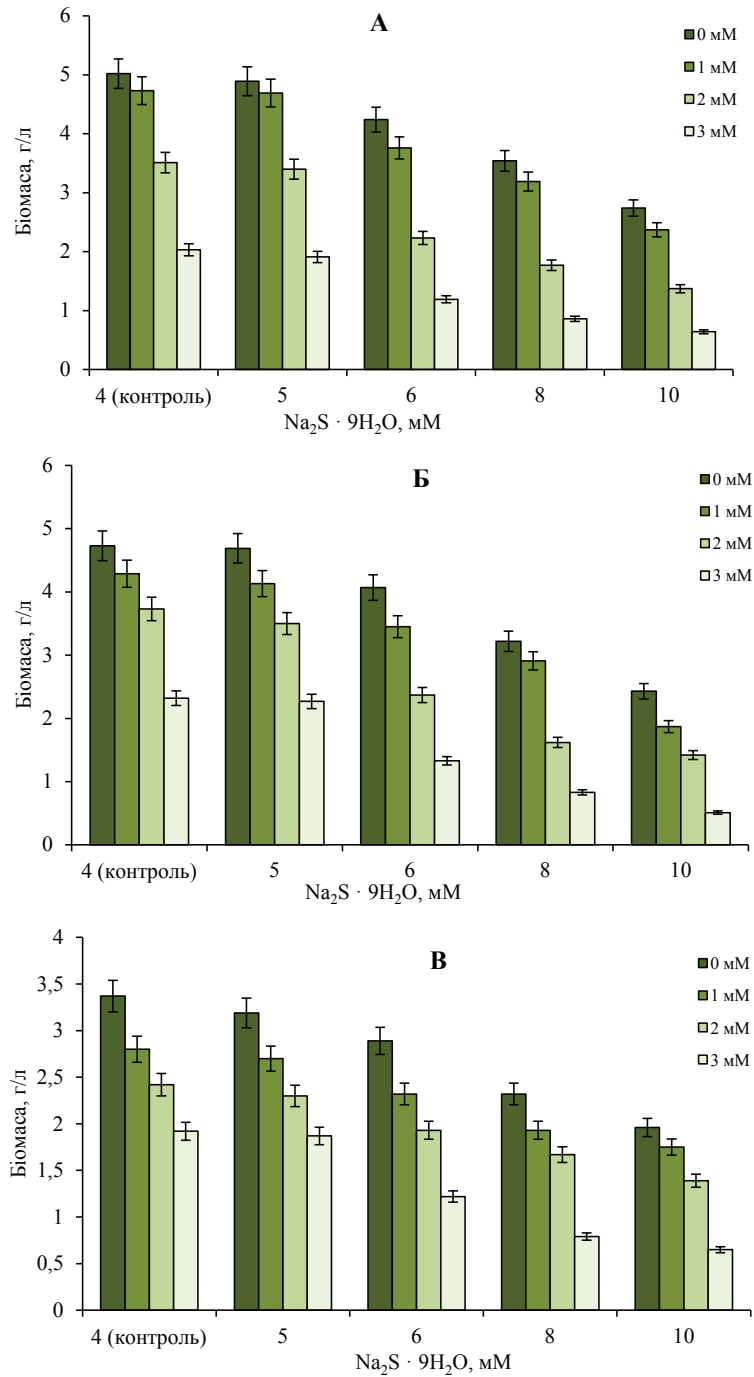 А
Біомаса, г/л
6
5
4
3
2
1
0
0 мМ
1 мМ
2 мМ
3 мМ
4 (контроль) 5 6 8 10
Na₂S · 9H₂O, мМ
Б
Біомаса, г/л
6
5
4
3
2
1
0
0 мМ
1 мМ
2 мМ
3 мМ
4 (контроль) 5 6 8 10
Na₂S · 9H₂O, мМ
В
Біомаса, г/л
4
3,5
3
2,5
2
1,5
1
0,5
0
0 мМ
1 мМ
2 мМ
3 мМ
4 (контроль) 5 6 8 10
Na₂S · 9H₂O, мМ